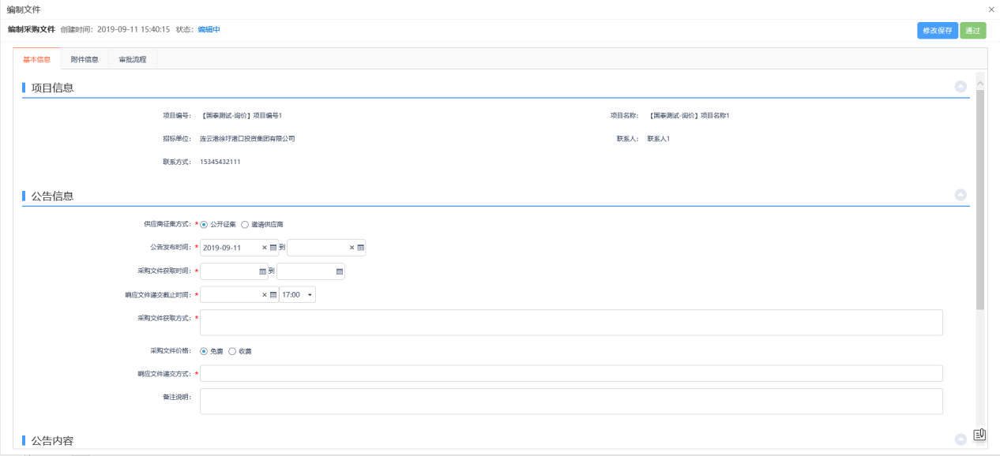 编制文件
编制采购文件 创建时间：2019-09-11 15:40:15 状态：编辑中 修改保存 通过
基本信息 附件信息 审批流程
项目信息
项目编号：【国泰测试-询价】项目编号1 项目名称：【国泰测试-询价】项目名称1
招标单位：连云港徐圩港口投资集团有限公司 联系人：联系人1
联系方式：15345432111
公告信息
供应商征集方式：* 公开征集 邀请供应商
公告发布时间：* 2019-09-11 到
采购文件获取时间：* 到
响应文件递交截止时间：* 17:00
采购文件获取方式：*
采购文件价格：免费 收费
响应文件递交方式：*
备注说明：
公告内容